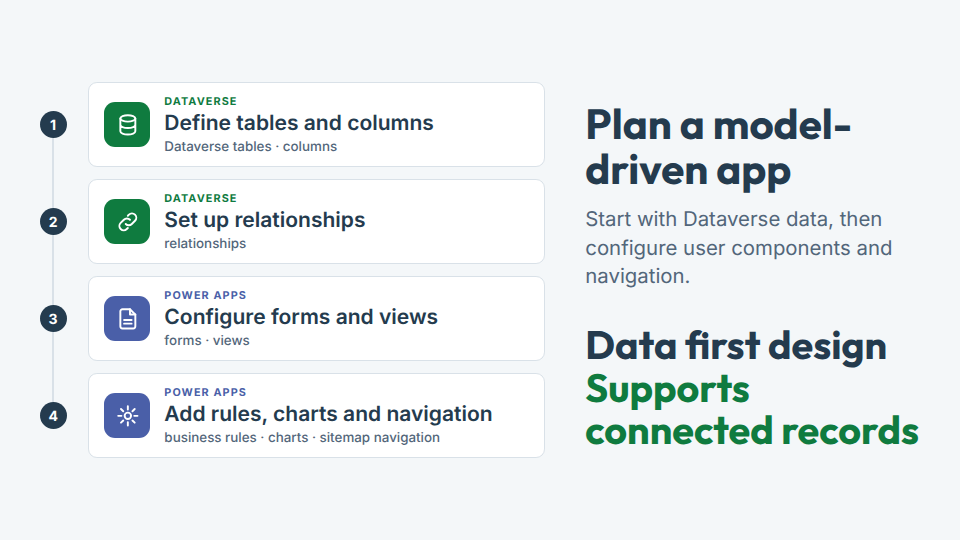 1
DATAVERSE
Define tables and columns
Dataverse tables · columns
2
DATAVERSE
Set up relationships
relationships
3
POWER APPS
Configure forms and views
forms · views
4
POWER APPS
Add rules, charts and navigation
business rules · charts · sitemap navigation
Plan a model-
driven app
Start with Dataverse data, then
configure user components and
navigation.
Data first design
Supports
connected records